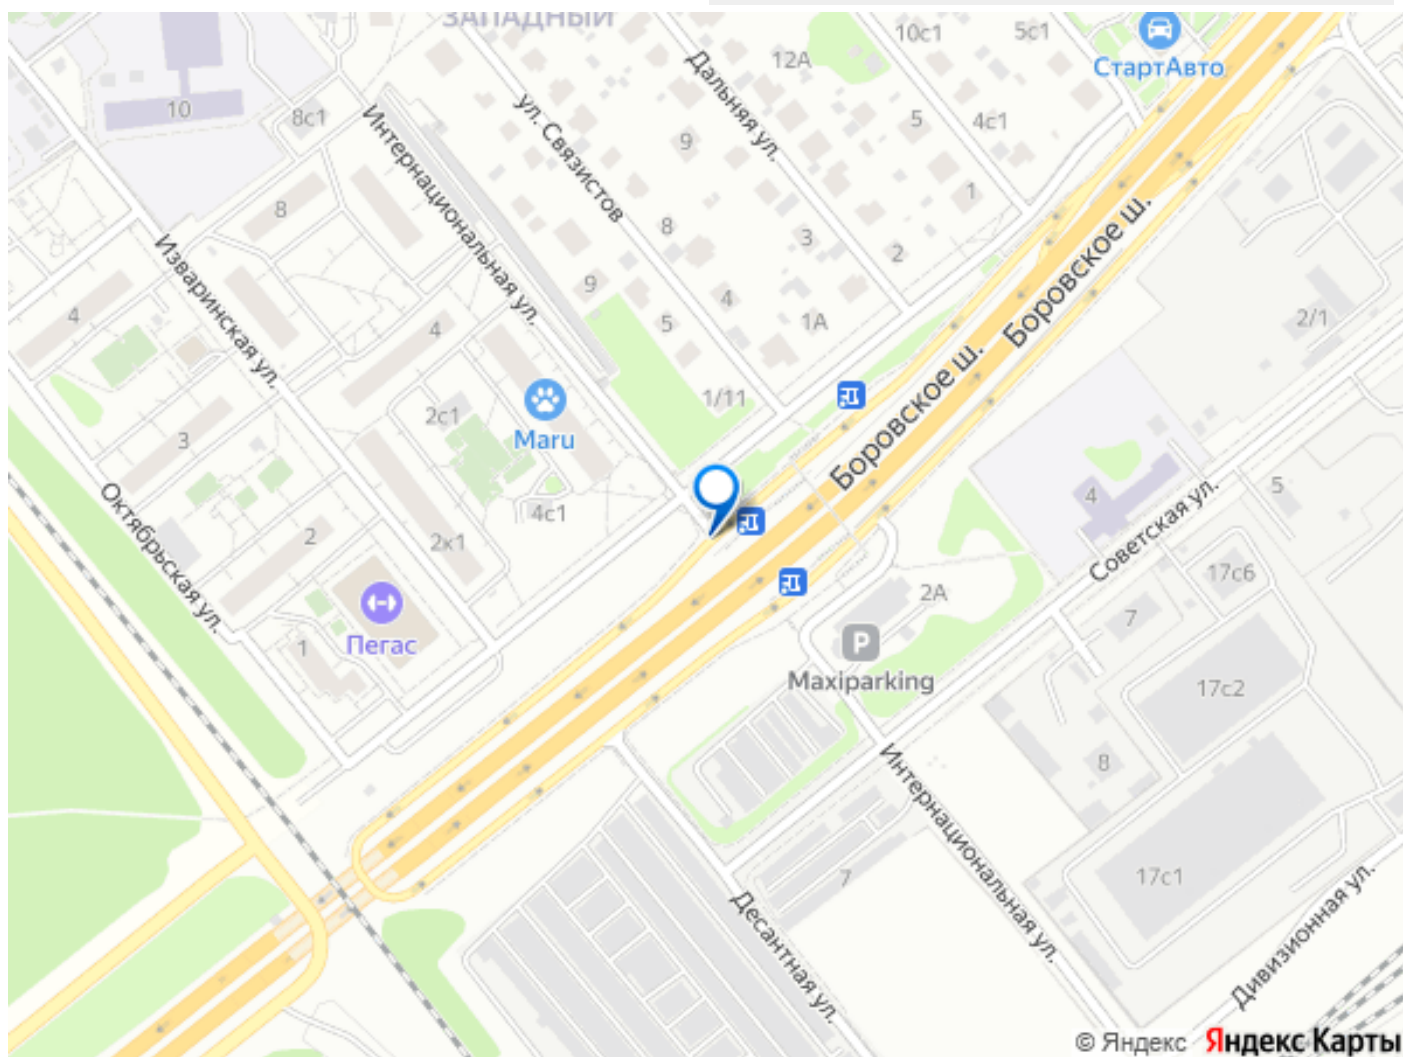 ЗАПАДНЫЙ
10с1
5с1
СтартАвто
12А
Дальняя ул.
10
8с1
Интернациональная ул.
ул. Связистов
9
5
4с1
1
8
8
3
2
Изваринская ул.
9
4
4
4
5
1А
2/1
Боровское ш.
Боровское ш.
1/11
2с1
Maru
3
4с1
4
5
Советская ул.
Октябрьская ул.
2
2к1
17с6
2А
7
Пегас
1
P
Maxiparking
17с2
8
Интернациональная ул.
7
17с1
Десантная ул.
Дивизионная ул.
© Яндекс Яндекс Карты